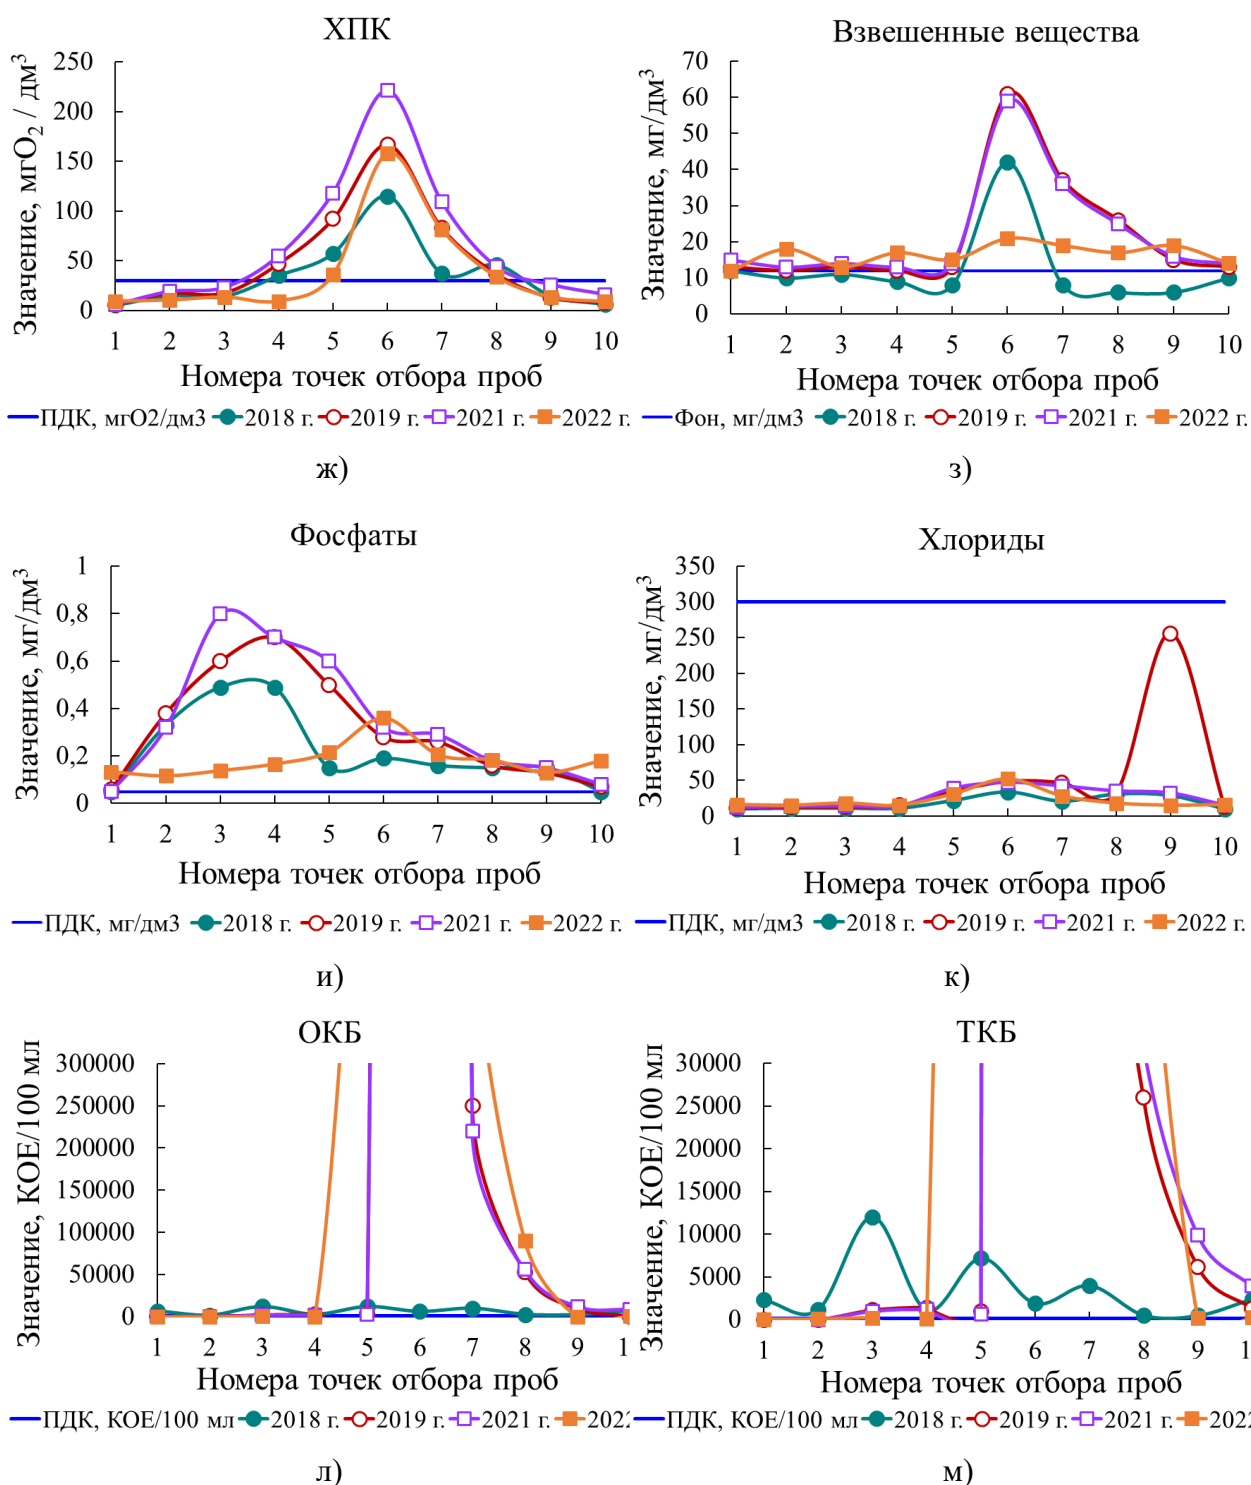 ХПК
Значение, мгО₂ / дм³
250
200
150
100
50
0
1 2 3 4 5 6 7 8 9 10
Номера точек отбора проб
ПДК, мгО2/дм3 2018 г. 2019 г. 2021 г. 2022 г.
ж)
Взвешенные вещества
Значение, мг/дм³
70
60
50
40
30
20
10
0
1 2 3 4 5 6 7 8 9 10
Номера точек отбора проб
Фон, мг/дм3 2018 г. 2019 г. 2021 г. 2022 г.
з)
Фосфаты
Значение, мг/дм³
1
0,8
0,6
0,4
0,2
0
1 2 3 4 5 6 7 8 9 10
Номера точек отбора проб
ПДК, мг/дм3 2018 г. 2019 г. 2021 г. 2022 г.
и)
Хлориды
Значение, мг/дм³
350
300
250
200
150
100
50
0
1 2 3 4 5 6 7 8 9 10
Номера точек отбора проб
ПДК, мг/дм3 2018 г. 2019 г. 2021 г. 2022 г.
к)
ОКБ
Значение, КОЕ/100 мл
300000
250000
200000
150000
100000
50000
0
1 2 3 4 5 6 7 8 9 1
Номера точек отбора проб
ПДК, КОЕ/100 мл 2018 г. 2019 г. 2021 г. 2022
л)
ТКБ
Значение, КОЕ/100 мл
30000
25000
20000
15000
10000
5000
0
1 2 3 4 5 6 7 8 9 1
Номера точек отбора проб
ПДК, КОЕ/100 мл 2018 г. 2019 г. 2021 г. 202
м)